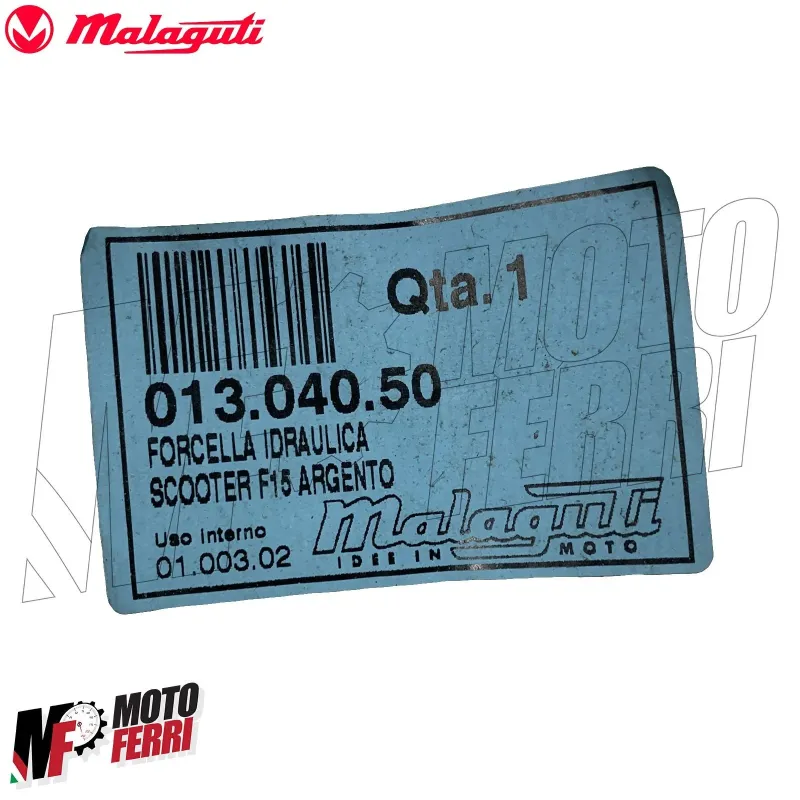 Malaguti
Qta. 1
013.040.50
FORCELLA IDRAULICA
SCOOTER F15 ARGENTO
Uso interno
01.003.02
Malaguti
IDEE IN MOTO
MOTO
FERRI
MF MOTO
FERRI